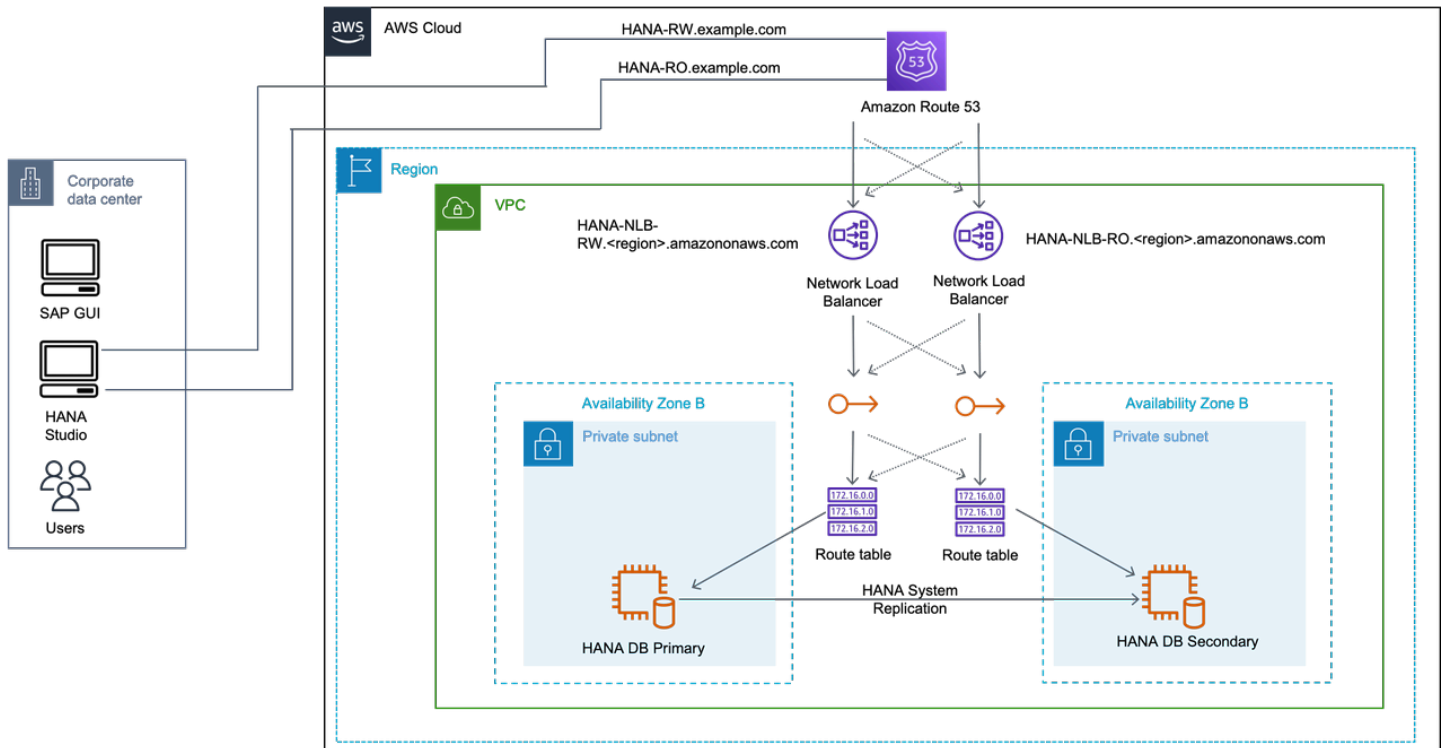 aws
AWS Cloud
HANA-RW.example.com
HANA-RO.example.com
53
Amazon Route 53
Corporate
data center
SAP GUI
HANA
Studio
Users
Region
VPC
HANA-NLB-
RW.<region>.amazononaws.com
HANA-NLB-RO.<region>.amazononaws.com
Network Load
Balancer
Network Load
Balancer
Availability Zone B
Private subnet
Availability Zone B
Private subnet
172.16.0.0
172.16.1.0
172.16.2.0
Route table
172.16.0.0
172.16.1.0
172.16.2.0
Route table
HANA System
Replication
HANA DB Primary
HANA DB Secondary